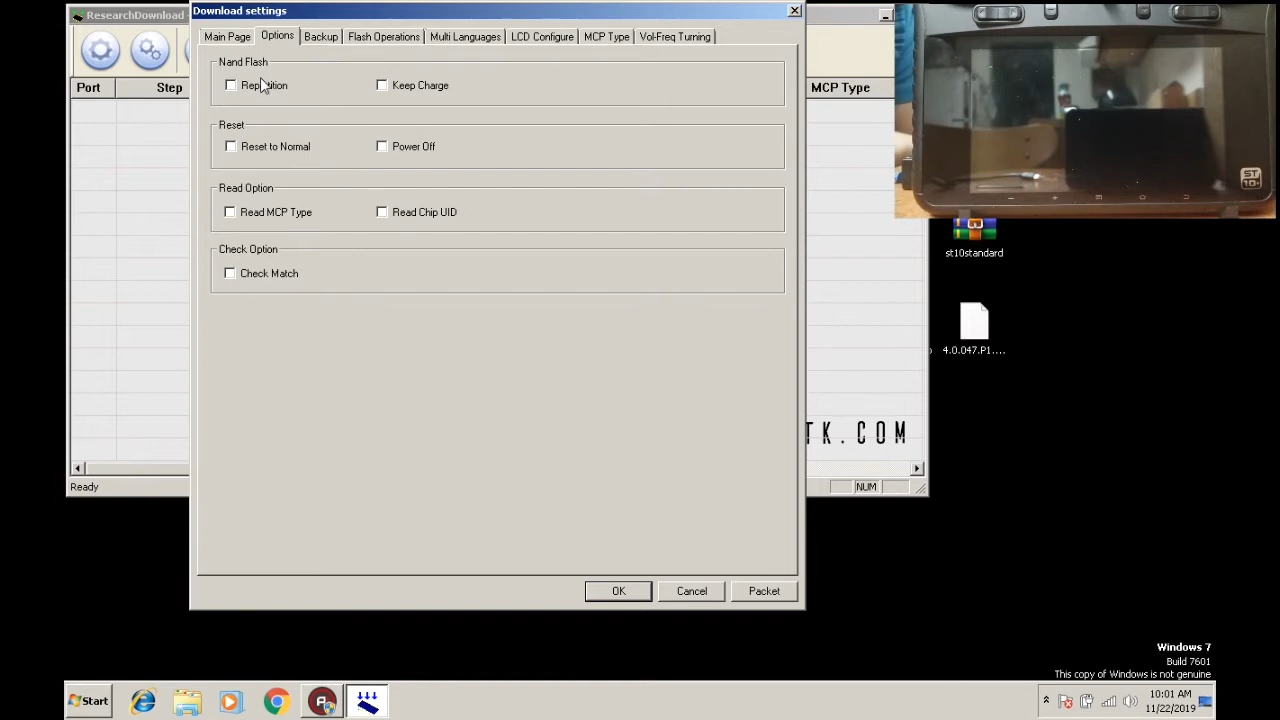 ResearchDownload
Download settings
Main Page
Options
Backup
Flash Operations
Multi Languages
LCD Configure
MCP Type
Vol-Freq Turning
Port
Step
MCP Type
Nand Flash
Keep Charge
Reset
Reset to Normal
Power Off
Read Option
Read MCP Type
Read Chip UID
Check Option
Check Match
ST
10+
st10standard
4.0.047.P1....
TK.COM
Ready
NUM
OK
Cancel
Packet
Windows 7
Build 7601
This copy of Windows is not genuine
Start
10:01 AM
11/22/2019